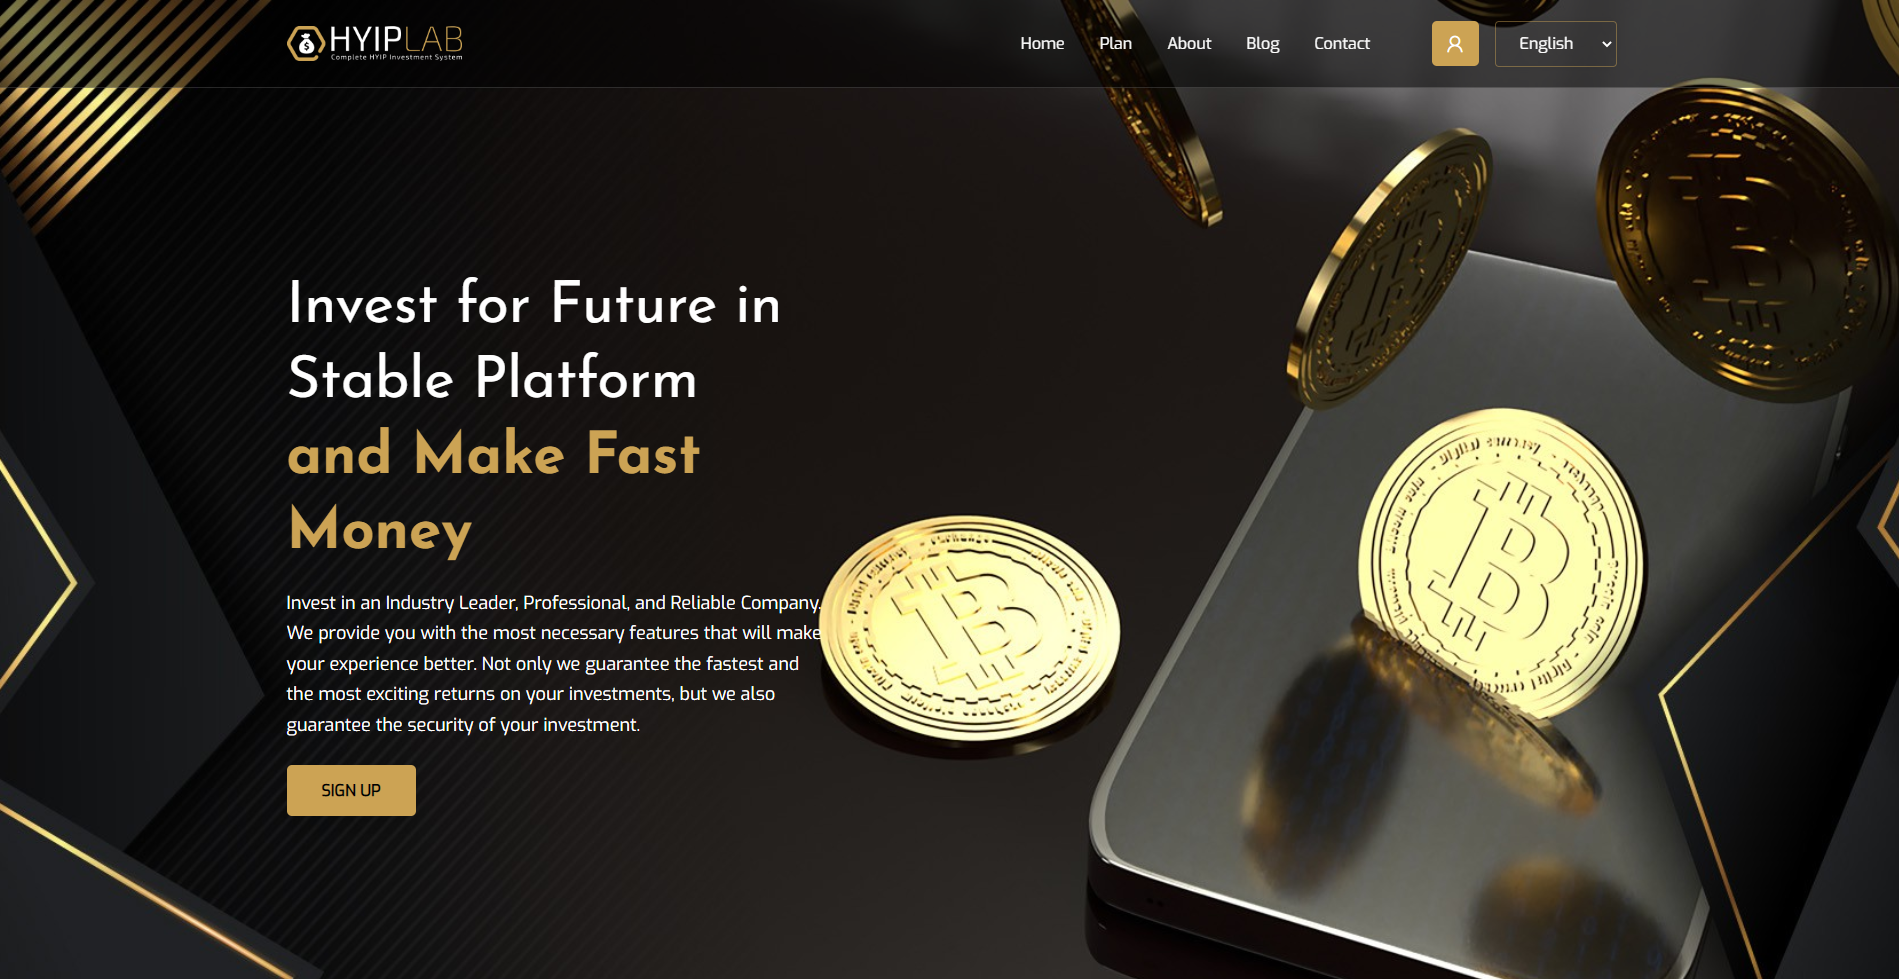 HYIPLAB
Complete HYIP Investment System
Home
Plan
About
Blog
Contact
English
Invest for Future in
Stable Platform
and Make Fast
Money
Invest in an Industry Leader, Professional, and Reliable Company.
We provide you with the most necessary features that will make
your experience better. Not only we guarantee the fastest and
the most exciting returns on your investments, but we also
guarantee the security of your investment.
SIGN UP